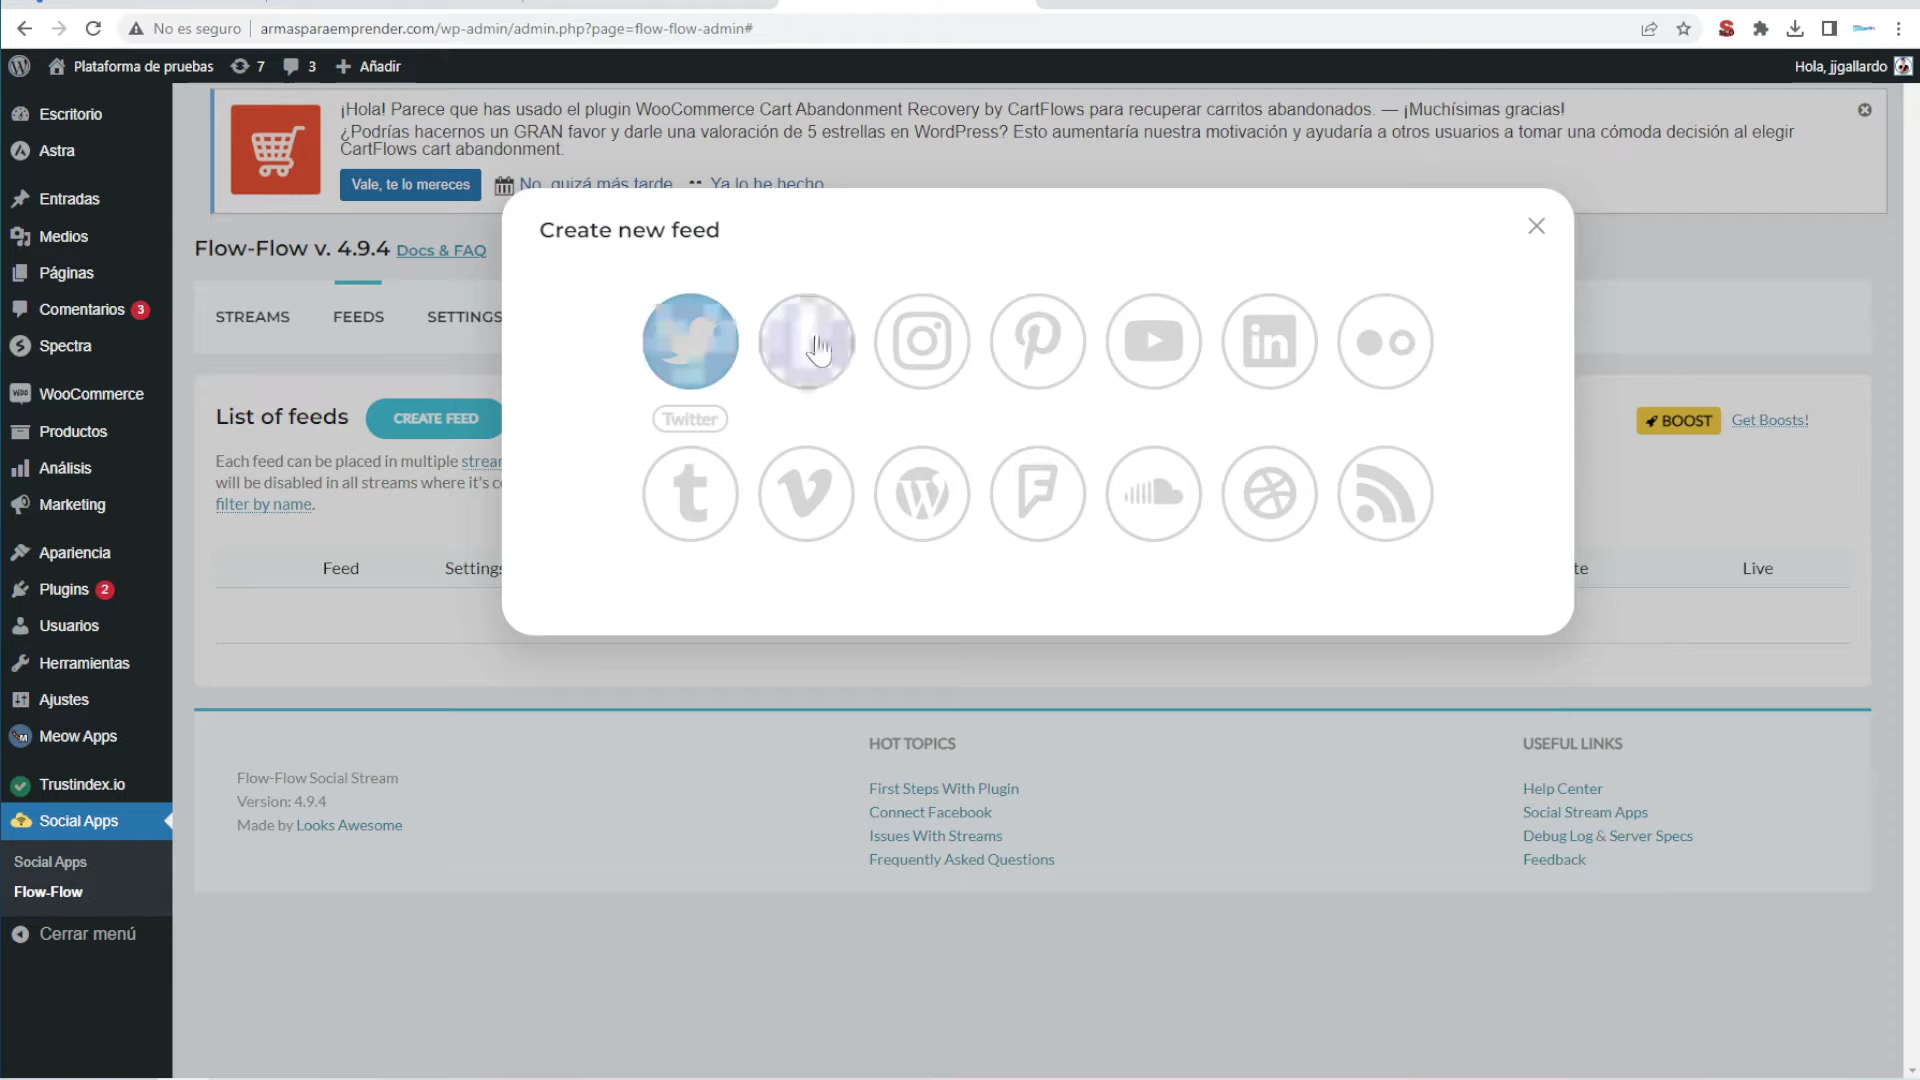 No es seguro
armasparaemprender.com/wp-admin/admin.php?page=flow-flow-admin#
Plataforma de pruebas
7
3
Añadir
Hola, jjgallardo
Escritorio
Astra
Entradas
Medios
Páginas
Comentarios 3
Spectra
WooCommerce
Productos
Análisis
Marketing
Apariencia
Plugins 2
Usuarios
Herramientas
Ajustes
Meow Apps
Trustindex.io
Social Apps
Social Apps
Flow-Flow
Cerrar menú
¡Hola! Parece que has usado el plugin WooCommerce Cart Abandonment Recovery by CartFlows para recuperar carritos abandonados. — ¡Muchísimas gracias!
¿Podrías hacernos un GRAN favor y darle una valoración de 5 estrellas en WordPress? Esto aumentaría nuestra motivación y ayudaría a otros usuarios a tomar una cómoda decisión al elegir
CartFlows cart abandonment.
Vale, te lo mereces
No, quizá más tarde
Ya lo he hecho
Flow-Flow v. 4.9.4 Docs & FAQ
STREAMS
FEEDS
SETTINGS
Create new feed
Twitter
List of feeds
CREATE FEED
BOOST
Get Boosts!
Each feed can be placed in multiple strea
will be disabled in all streams where it's c
filter by name.
Feed
Settings
te
Live
Flow-Flow Social Stream
Version: 4.9.4
Made by Looks Awesome
HOT TOPICS
First Steps With Plugin
Connect Facebook
Issues With Streams
Frequently Asked Questions
USEFUL LINKS
Help Center
Social Stream Apps
Debug Log & Server Specs
Feedback